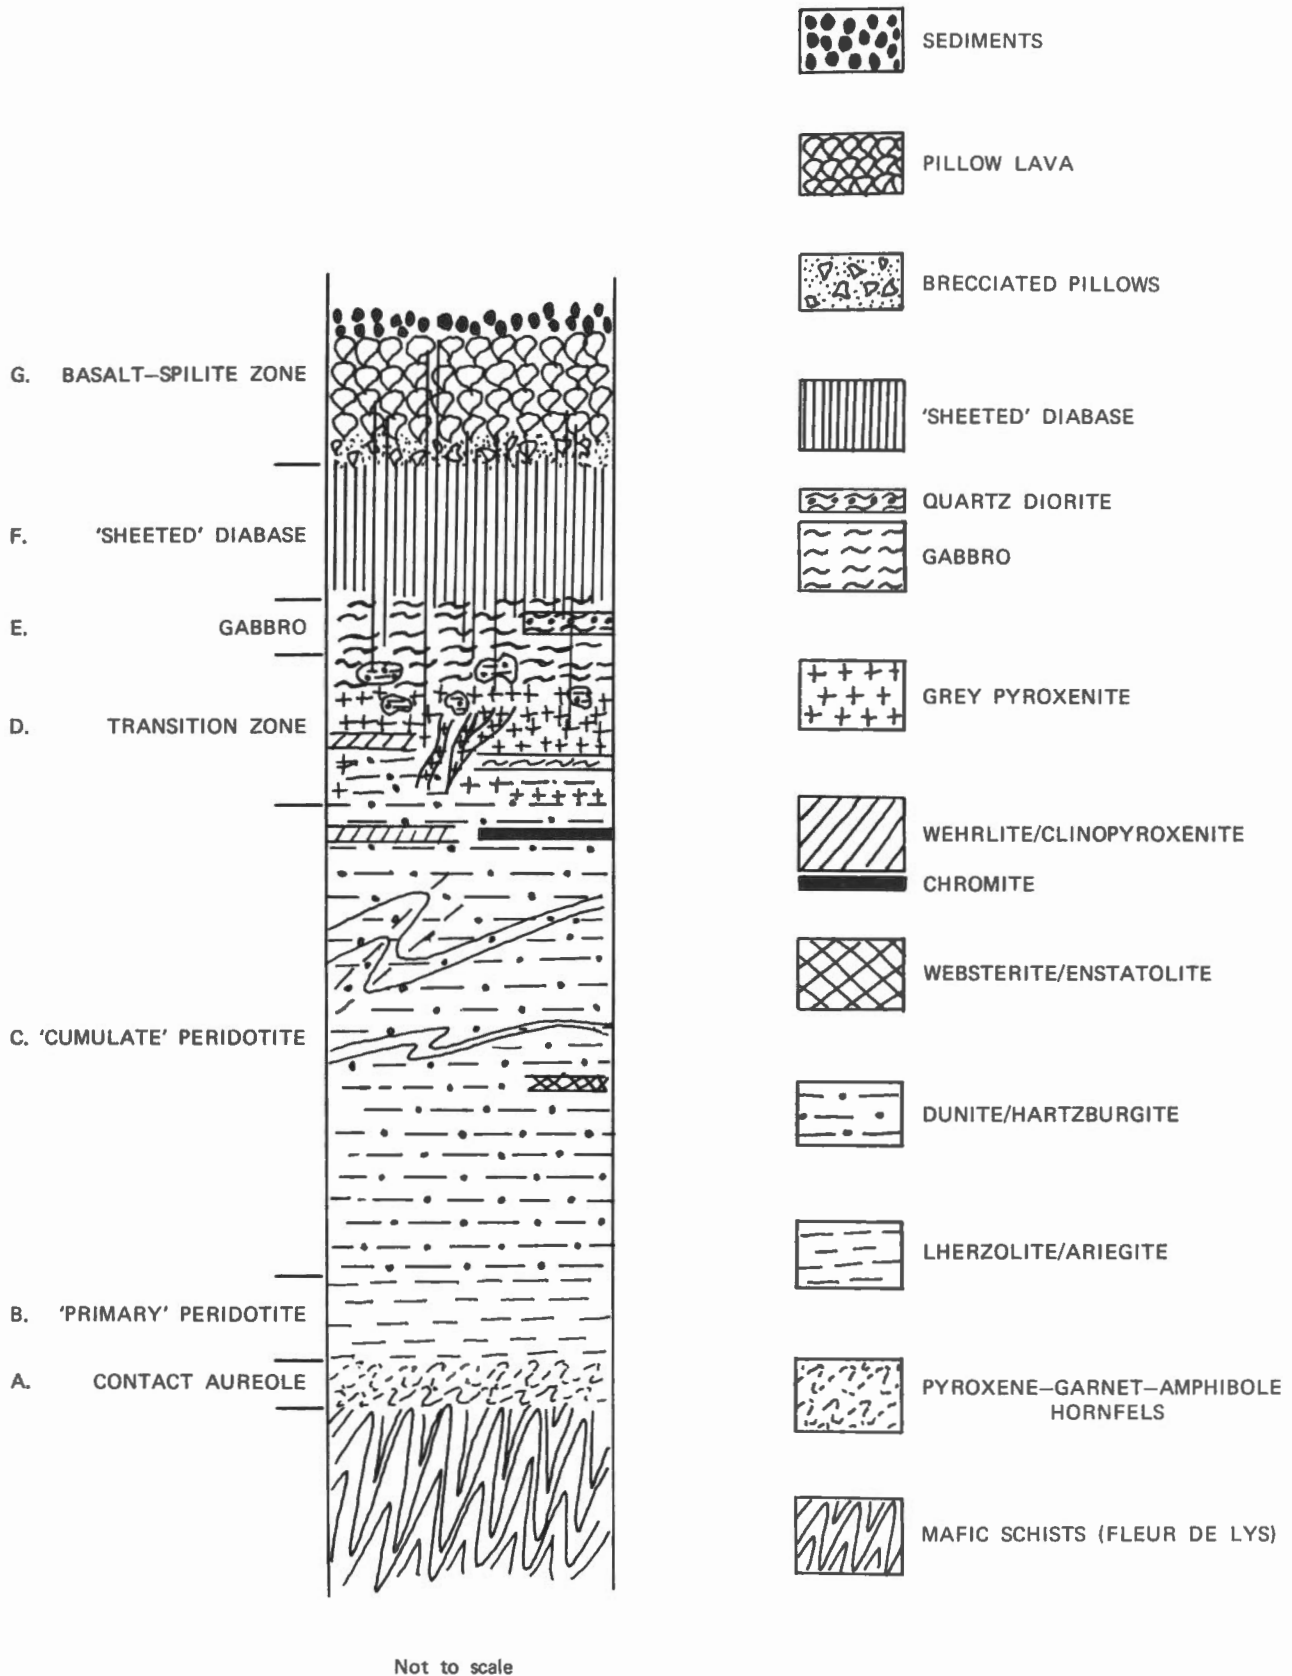 G. BASALT–SPILITE ZONE
F. 'SHEETED' DIABASE
E. GABBRO
D. TRANSITION ZONE
C. 'CUMULATE' PERIDOTITE
B. 'PRIMARY' PERIDOTITE
A. CONTACT AUREOLE
Not to scale
SEDIMENTS
PILLOW LAVA
BRECCIATED PILLOWS
'SHEETED' DIABASE
QUARTZ DIORITE
GABBRO
GREY PYROXENITE
WEHRLITE/CLINOPYROXENITE
CHROMITE
WEBSTERITE/ENSTATOLITE
DUNITE/HARTZBURGITE
LHERZOLITE/ARIEGITE
PYROXENE–GARNET–AMPHIBOLE
HORNFELS
MAFIC SCHISTS (FLEUR DE LYS)